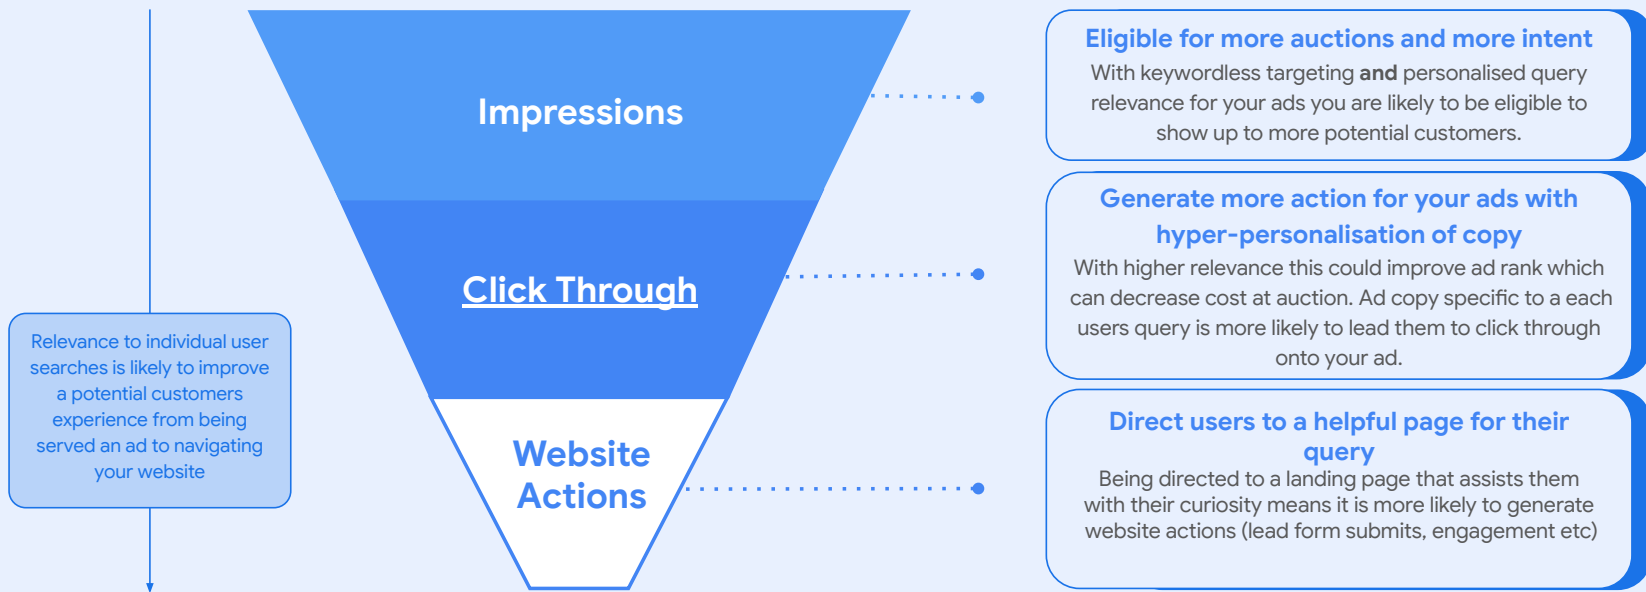 Impressions
Click Through
Website
Actions
Relevance to individual user
searches is likely to improve
a potential customers
experience from being
served an ad to navigating
your website
Eligible for more auctions and more intent
With keywordless targeting and personalised query
relevance for your ads you are likely to be eligible to
show up to more potential customers.
Generate more action for your ads with
hyper-personalisation of copy
With higher relevance this could improve ad rank which
can decrease cost at auction. Ad copy specific to a each
users query is more likely to lead them to click through
onto your ad.
Direct users to a helpful page for their
query
Being directed to a landing page that assists them
with their curiosity means it is more likely to generate
website actions (lead form submits, engagement etc)